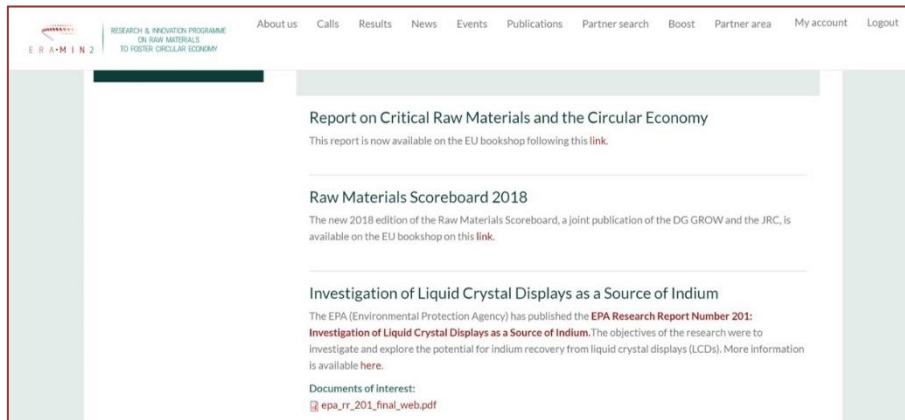 About us Calls Results News Events Publications Partner search Boost Partner area My account Logout
ERA-MIN 2
RESEARCH & INNOVATION PROGRAMME
ON RAW MATERIALS
TO FOSTER CIRCULAR ECONOMY
Report on Critical Raw Materials and the Circular Economy
This report is now available on the EU bookshop following this link.
Raw Materials Scoreboard 2018
The new 2018 edition of the Raw Materials Scoreboard, a joint publication of the DG GROW and the JRC, is
available on the EU bookshop on this link.
Investigation of Liquid Crystal Displays as a Source of Indium
The EPA (Environmental Protection Agency) has published the EPA Research Report Number 201:
Investigation of Liquid Crystal Displays as a Source of Indium.The objectives of the research were to
investigate and explore the potential for indium recovery from liquid crystal displays (LCDs). More information
is available here.
Documents of interest:
epa_rr_201_final_web.pdf